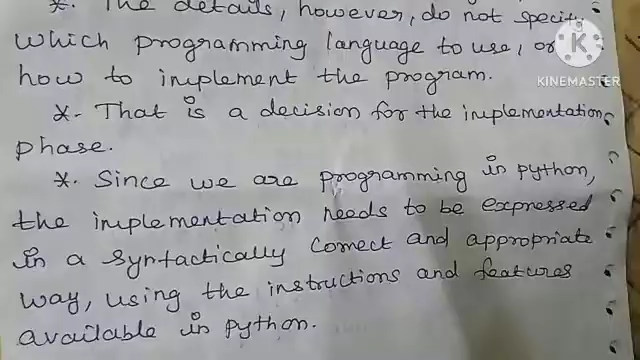 *. The details, however, do not specify
which programming language to use, or
how to implement the program.
*. That is a decision for the implementation
phase.
*. Since we are programming in python,
the implementation needs to be expressed
in a syntactically correct and appropriate
way, using the instructions and features
available in python.
K
KINEMASTER